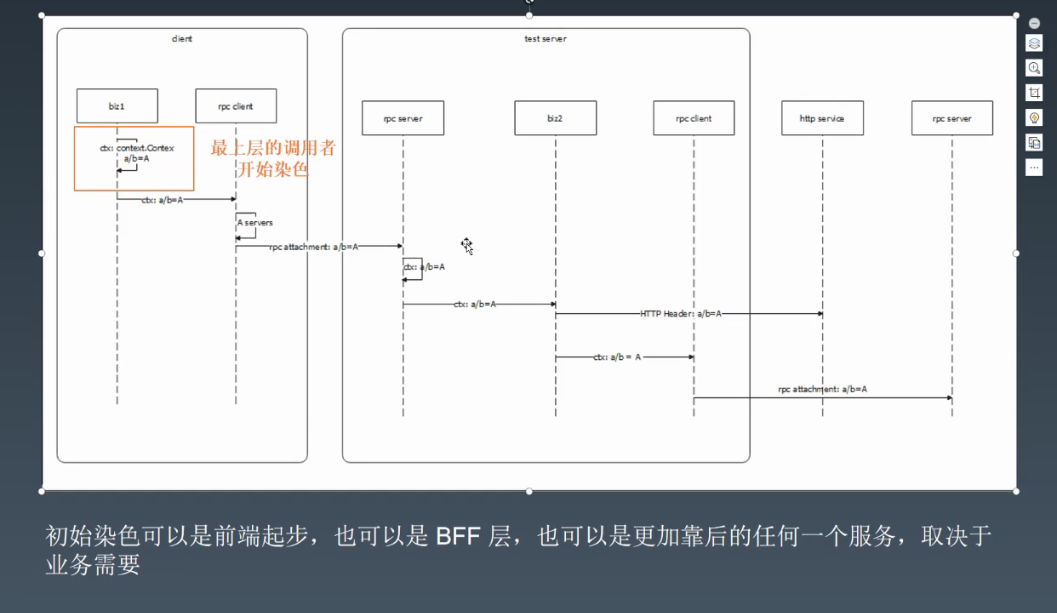 client
test server
biz1
rpc client
rpc server
biz2
rpc client
http service
rpc server
ctx: context.Cortex
a/b=A
最上层的调用者
开始染色
ctx: a/b=A
A servers
rpc attachment: a/b=A
ctx: a/b=A
ctx: a/b=A
HTTP Header: a/b=A
ctx: a/b = A
rpc attachment: a/b=A
初始染色可以是前端起步，也可以是 BFF 层，也可以是更加靠后的任何一个服务，取决于
业务需要